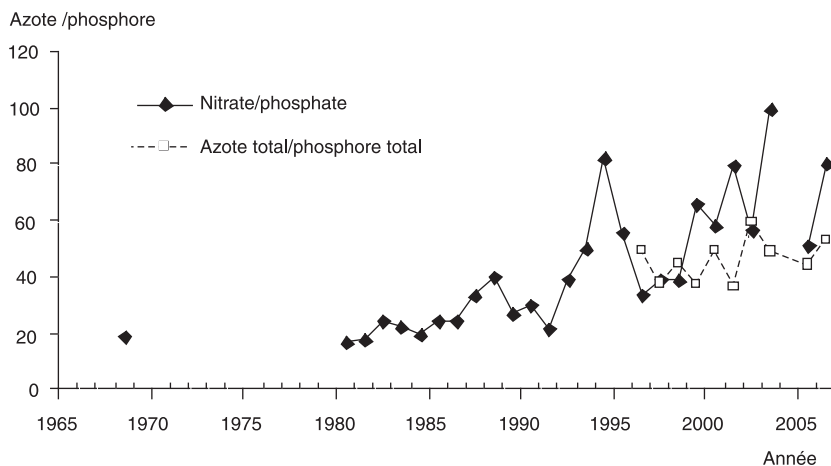 Azote /phosphore
120
100
80
60
40
20
0
Nitrate/phosphate
Azote total/phosphore total
1965 1970 1975 1980 1985 1990 1995 2000 2005
Année